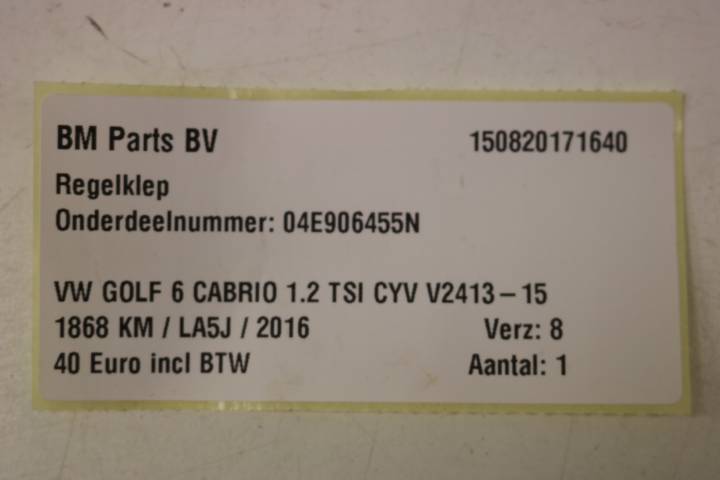 BM Parts BV 150820171640
Regelklep
Onderdeelnummer: 04E906455N
VW GOLF 6 CABRIO 1.2 TSI CYV V2413-15
1868 KM / LA5J / 2016 Verz: 8
40 Euro incl BTW Aantal: 1